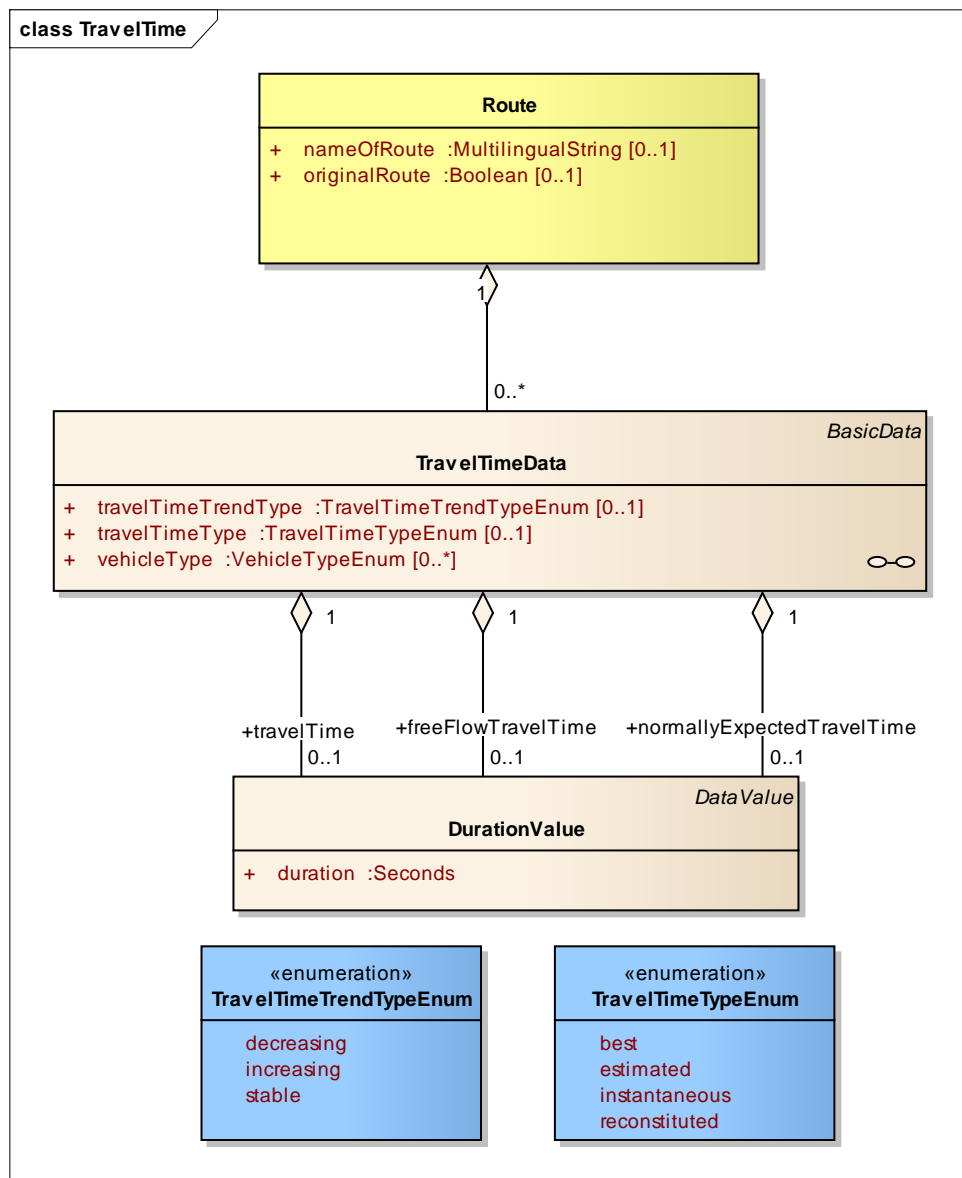 class TravelTime
Route
+ nameOfRoute :MultilingualString [0..1]
+ originalRoute :Boolean [0..1]
1
0..*
BasicData
TravelTimeData
+ travelTimeTrendType :TravelTimeTrendTypeEnum [0..1]
+ travelTimeType :TravelTimeTypeEnum [0..1]
+ vehicleType :VehicleTypeEnum [0..*]
1 1 1
+travelTime +freeFlowTravelTime +normallyExpectedTravelTime
0..1 0..1 0..1
DataValue
DurationValue
+ duration :Seconds
«enumeration»
TravelTimeTrendTypeEnum
decreasing
increasing
stable
«enumeration»
TravelTimeTypeEnum
best
estimated
instantaneous
reconstituted